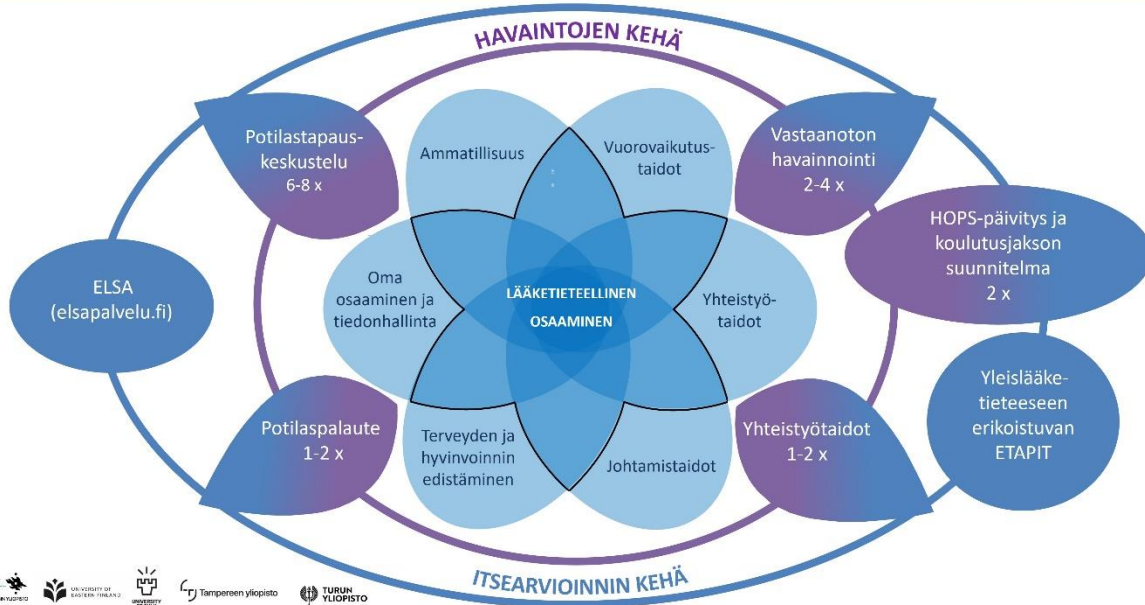 HAVAINTOJEN KEHÄ
Potilastapaus-
keskustelu
6-8 x
Ammatillisuus
Vuorovaikutus-
taidot
Vastaanoton
havainnointi
2-4 x
HOPS-päivitys ja
koulutusjakson
suunnitelma
2 x
ELSA
(elsapalvelu.fi)
Oma
osaaminen ja
tiedonhallinta
LÄÄKETIETEELLINEN
OSAAMINEN
Yhteistyö-
taidot
Yleislääke-
tieteeseen
erikoistuvan
ETAPIT
Potilaspalaute
1-2 x
Terveyden ja
hyvinvoinnin
edistäminen
Johtamistaidot
Yhteistyötaidot
1-2 x
ITSEARVIOINNIN KEHÄ
UNIVERSITY OF
EASTERN FINLAND
UNIVERSITY
Tampereen yliopisto
TURUN
YLIOPISTO